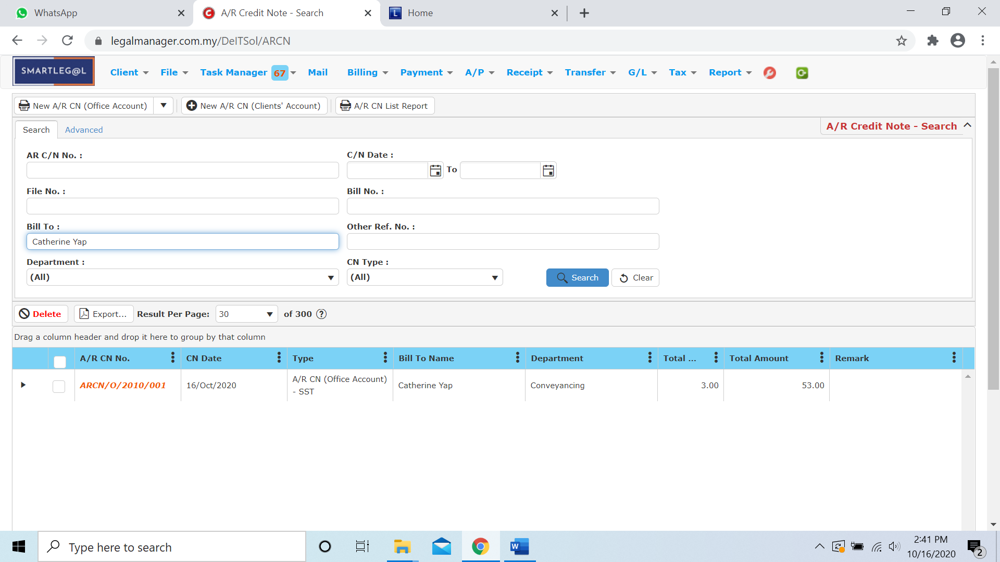 WhatsApp
A/R Credit Note - Search
Home
legalmanager.com.my/DeITSol/ARCN
SMARTLEG@L
Client File Task Manager 67 Mail Billing Payment A/P Receipt Transfer G/L Tax Report
New A/R CN (Office Account) New A/R CN (Clients' Account) A/R CN List Report
Search Advanced A/R Credit Note - Search
AR C/N No. : C/N Date :
To
File No. : Bill No. :
Bill To : Other Ref. No. :
Catherine Yap
Department : CN Type :
(All) (All) Search Clear
Delete Export... Result Per Page: 30 of 300 ?
Drag a column header and drop it here to group by that column
A/R CN No. CN Date Type Bill To Name Department Total ... Total Amount Remark
ARCN/O/2010/001 16/Oct/2020 A/R CN (Office Account) Catherine Yap Conveyancing 3.00 53.00
- SST
Type here to search W 2:41 PM
10/16/2020 2